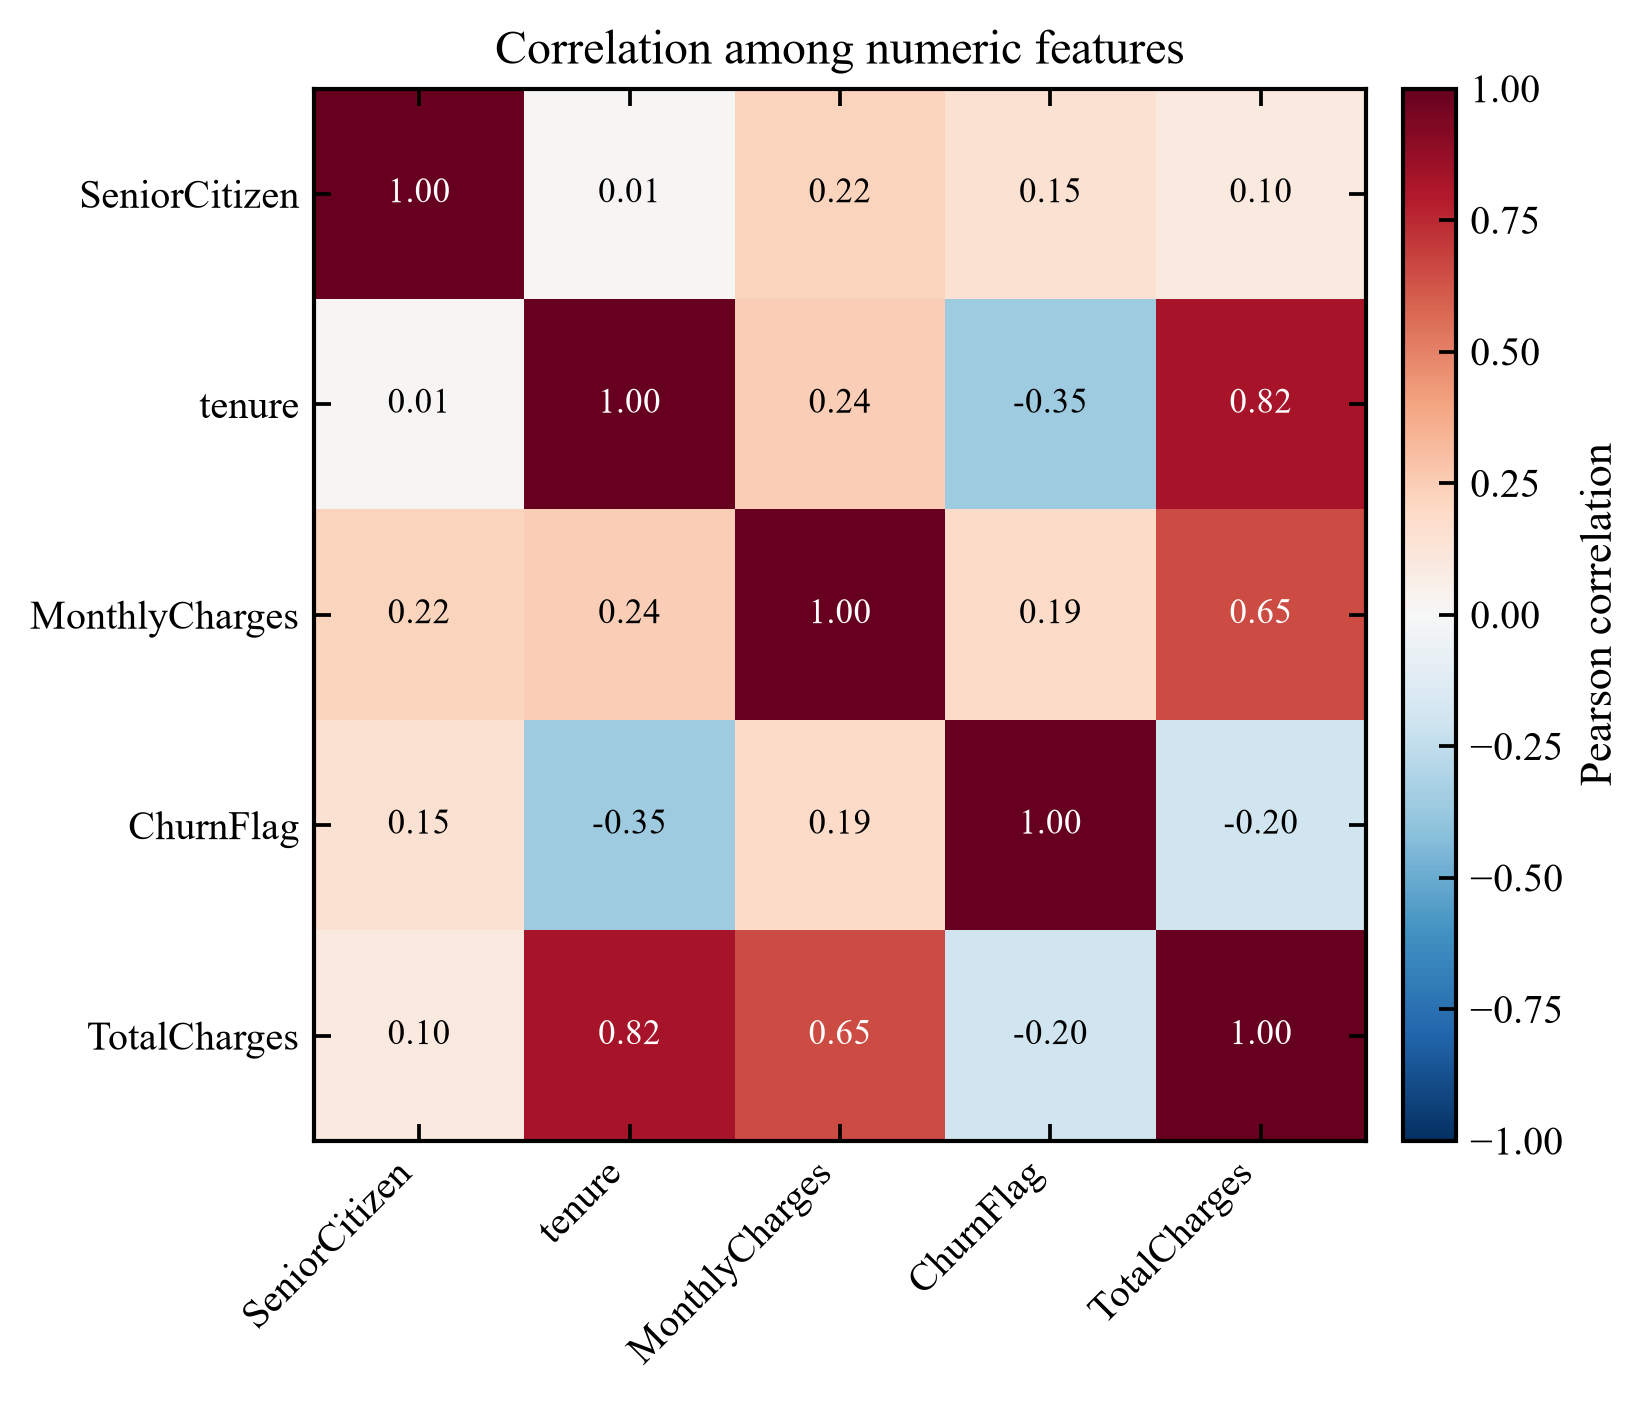 Correlation among numeric features
SeniorCitizen 1.00 0.01 0.22 0.15 0.10
tenure 0.01 1.00 0.24 -0.35 0.82
MonthlyCharges 0.22 0.24 1.00 0.19 0.65
ChurnFlag 0.15 -0.35 0.19 1.00 -0.20
TotalCharges 0.10 0.82 0.65 -0.20 1.00
SeniorCitizen
tenure
MonthlyCharges
ChurnFlag
TotalCharges
1.00
0.75
0.50
0.25
0.00
−0.25
−0.50
−0.75
−1.00
Pearson correlation